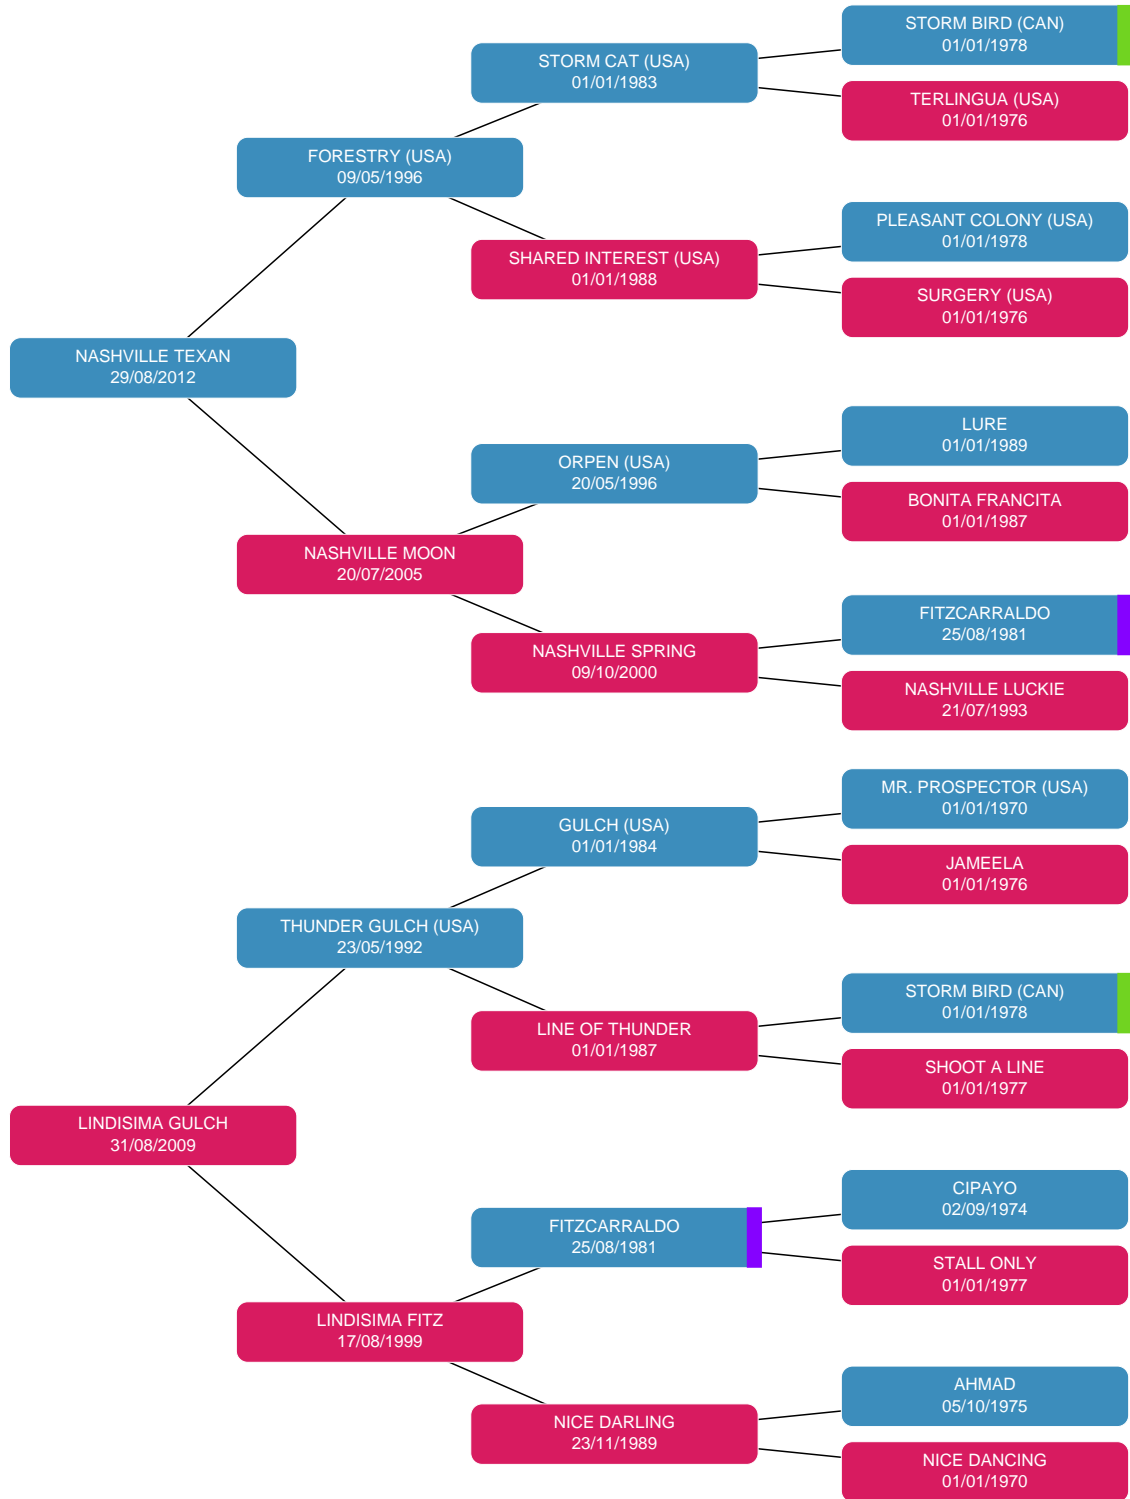 STORM BIRD (CAN)
01/01/1978
STORM CAT (USA)
01/01/1983
TERLINGUA (USA)
01/01/1976
FORESTRY (USA)
09/05/1996
PLEASANT COLONY (USA)
01/01/1978
SHARED INTEREST (USA)
01/01/1988
SURGERY (USA)
01/01/1976
NASHVILLE TEXAN
29/08/2012
LURE
01/01/1989
ORPEN (USA)
20/05/1996
BONITA FRANCITA
01/01/1987
NASHVILLE MOON
20/07/2005
FITZCARRALDO
25/08/1981
NASHVILLE SPRING
09/10/2000
NASHVILLE LUCKIE
21/07/1993
MR. PROSPECTOR (USA)
01/01/1970
GULCH (USA)
01/01/1984
JAMEELA
01/01/1976
THUNDER GULCH (USA)
23/05/1992
STORM BIRD (CAN)
01/01/1978
LINE OF THUNDER
01/01/1987
SHOOT A LINE
01/01/1977
LINDISIMA GULCH
31/08/2009
CIPAYO
02/09/1974
FITZCARRALDO
25/08/1981
STALL ONLY
01/01/1977
LINDISIMA FITZ
17/08/1999
AHMAD
05/10/1975
NICE DARLING
23/11/1989
NICE DANCING
01/01/1970